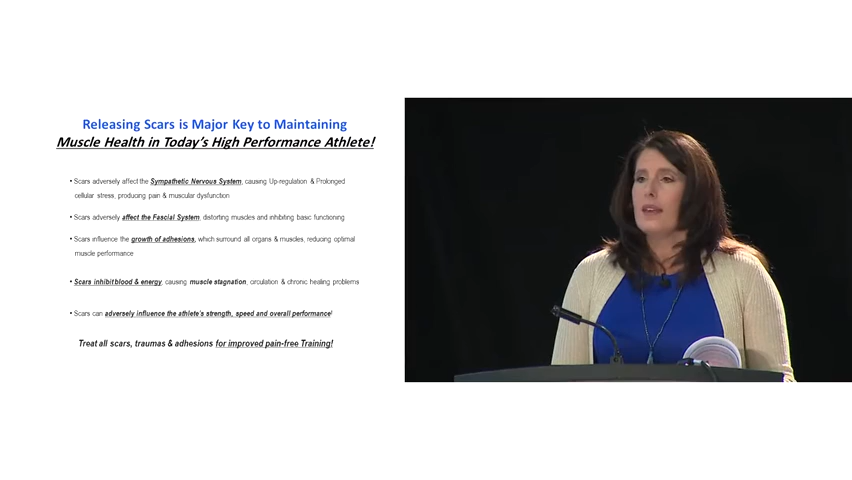 Releasing Scars is Major Key to Maintaining
Muscle Health in Today's High Performance Athlete!
• Scars adversely affect the Sympathetic Nervous System, causing Up-regulation & Prolonged
cellular stress, producing pain & muscular dysfunction
• Scars adversely affect the Fascial System, distorting muscles and inhibiting basic functioning
• Scars influence the growth of adhesions, which surround all organs & muscles, reducing optimal
muscle performance
• Scars inhibit blood & energy, causing muscle stagnation, circulation & chronic healing problems
• Scars can adversely influence the athlete's strength, speed and overall performance!
Treat all scars, traumas & adhesions for improved pain-free Training!